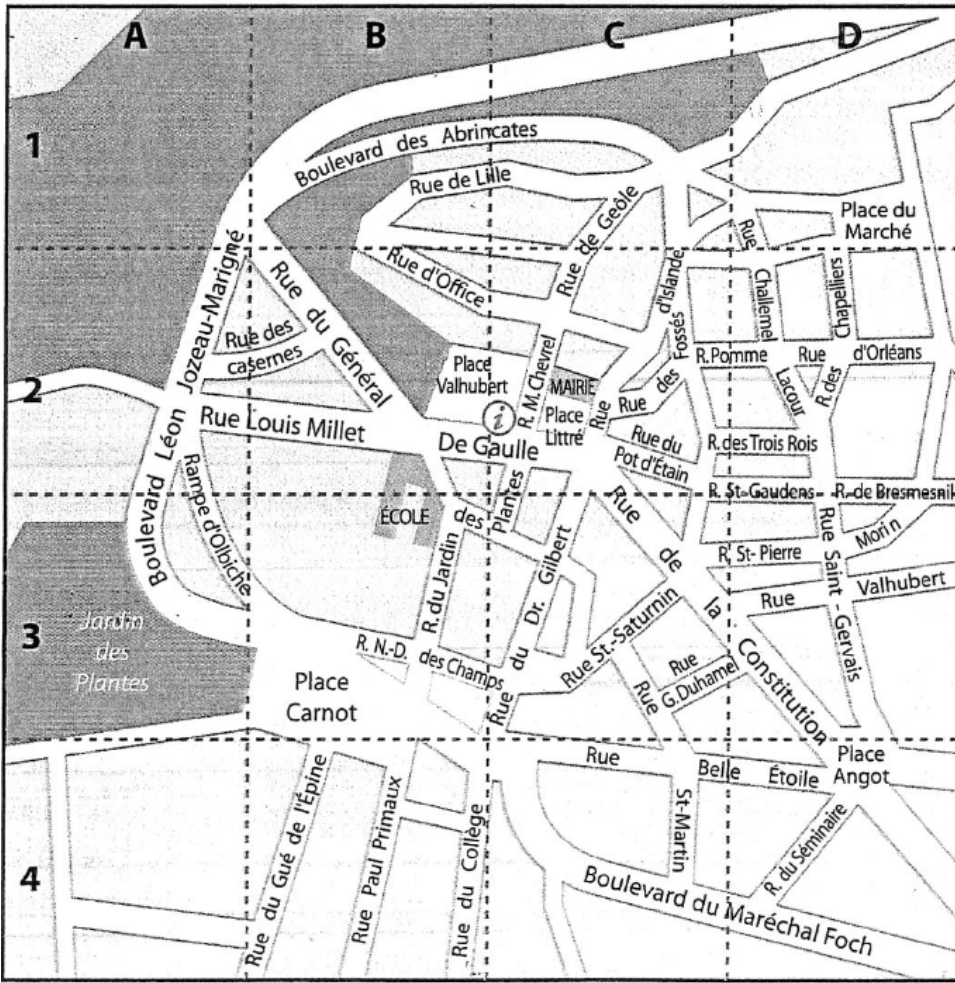 A B C D
1
Boulevard des Abrincates
Rue de Lille
Rue de Geôle
Place du
Marché
Rue
Challemel
Lacour
2
Boulevard Léon Jozeau-Marigné
Rue du Général
De Gaulle
Rue d'Office
Rue des
casernes
Place
Valhubert
i
R. M. Chevrel
MAIRIE
Place
Littré
Rue
d'Islande
Rue des Fossés
R. Pomme
Rue d'Orléans
R. des Chapeliers
Rue Louis Millet
Rue du
Pot d'Étain
R. des Trois Rois
R. St-Gaudens
R. de Bresmesnil
ÉCOLE
Rampe d'Olbiche
3
Jardin
des
Plantes
R. du Jardin des Plantes
Rue du Dr. Gilbert
R. N.-D. des Champs
Place
Carnot
Rue St.-Saturnin
Rue
G. Duhamel
Rue de la Constitution
R. St-Pierre
Morin
Rue Valhubert
Rue Saint-Gervais
4
Rue du Gué de l'Épine
Rue Paul Primaux
Rue du Collège
Rue Belle Étoile
Rue St-Martin
Place
Angot
R. du Séminaire
Boulevard du Maréchal Foch